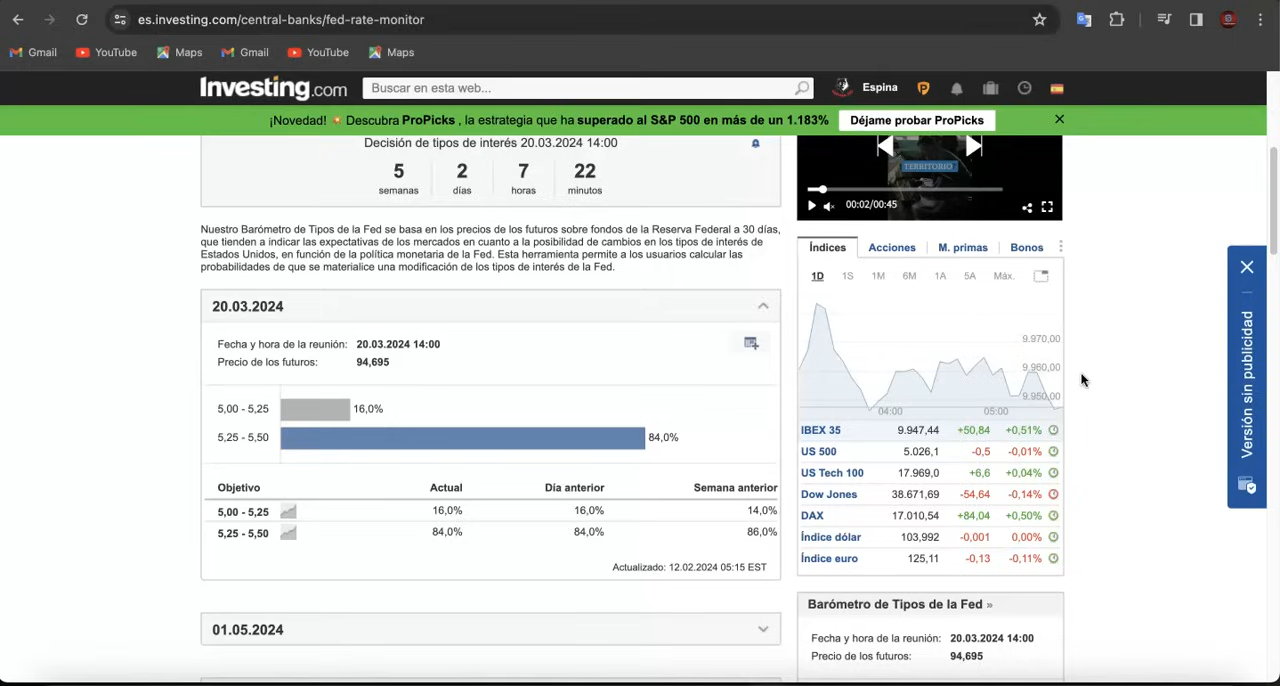 es.investing.com/central-banks/fed-rate-monitor
Gmail YouTube Maps Gmail YouTube Maps
Investing.com Buscar en esta web... Espina
¡Novedad! 💥 Descubra ProPicks , la estrategia que ha superado al S&P 500 en más de un 1.183% Déjame probar ProPicks
Decisión de tipos de interés 20.03.2024 14:00
5 2 7 22
semanas días horas minutos
Nuestro Barómetro de Tipos de la Fed se basa en los precios de los futuros sobre fondos de la Reserva Federal a 30 días,
que tienden a indicar las expectativas de los mercados en cuanto a la posibilidad de cambios en los tipos de interés de
Estados Unidos, en función de la política monetaria de la Fed. Esta herramienta permite a los usuarios calcular las
probabilidades de que se materialice una modificación de los tipos de interés de la Fed.
20.03.2024
Fecha y hora de la reunión: 20.03.2024 14:00
Precio de los futuros: 94,695
5,00 - 5,25 16,0%
5,25 - 5,50 84,0%
Objetivo Actual Día anterior Semana anterior
5,00 - 5,25 16,0% 16,0% 14,0%
5,25 - 5,50 84,0% 84,0% 86,0%
Actualizado: 12.02.2024 05:15 EST
01.05.2024
TERRITORIO
00:02/00:45
Índices Acciones M. primas Bonos
1D 1S 1M 6M 1A 5A Máx.
9.970,00
9.960,00
9.950,00
04:00 05:00
IBEX 35 9.947,44 +50,84 +0,51%
US 500 5.026,1 -0,5 -0,01%
US Tech 100 17.969,0 +6,6 +0,04%
Dow Jones 38.671,69 -54,64 -0,14%
DAX 17.010,54 +84,04 +0,50%
Índice dólar 103,992 -0,001 0,00%
Índice euro 125,11 -0,13 -0,11%
Barómetro de Tipos de la Fed »
Fecha y hora de la reunión: 20.03.2024 14:00
Precio de los futuros: 94,695
Versión sin publicidad